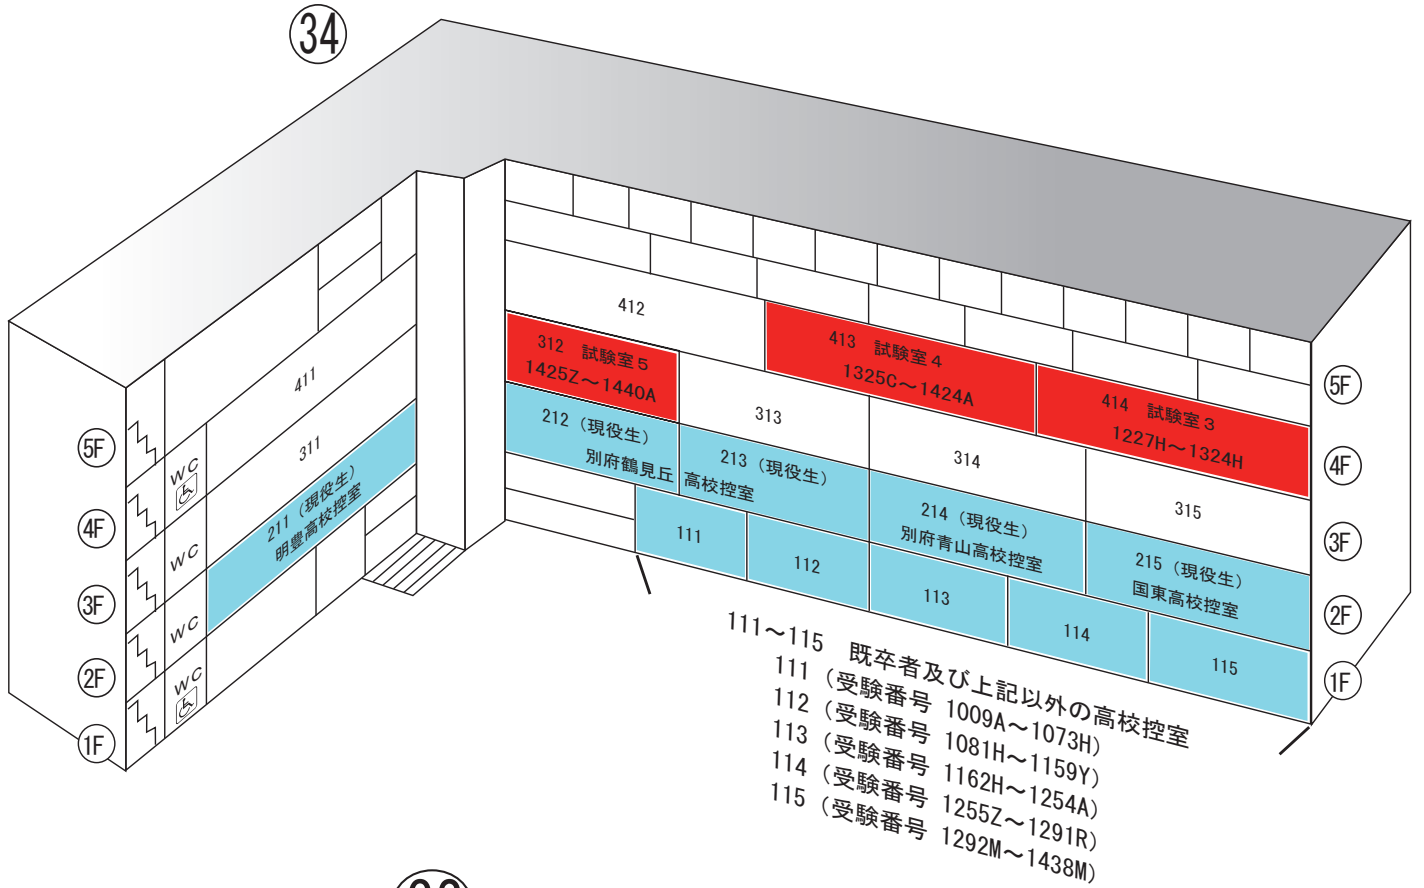 34
412
413 試験室4
1325C～1424A
414 試験室3
1227H～1324H
312 試験室5
1425Z～1440A
313
314
315
411
311
211（現役生）
明豊高校控室
212（現役生）
213（現役生）
別府鶴見丘 高校控室
214（現役生）
別府青山高校控室
215（現役生）
国東高校控室
111
112
113
114
115
5F
4F
3F
2F
1F
WC
WC
WC
WC
5F
4F
3F
2F
1F
111～115 既卒者及び上記以外の高校控室
111（受験番号 1009A～1073H）
112（受験番号 1081H～1159Y）
113（受験番号 1162H～1254A）
114（受験番号 1255Z～1291R）
115（受験番号 1292M～1438M）